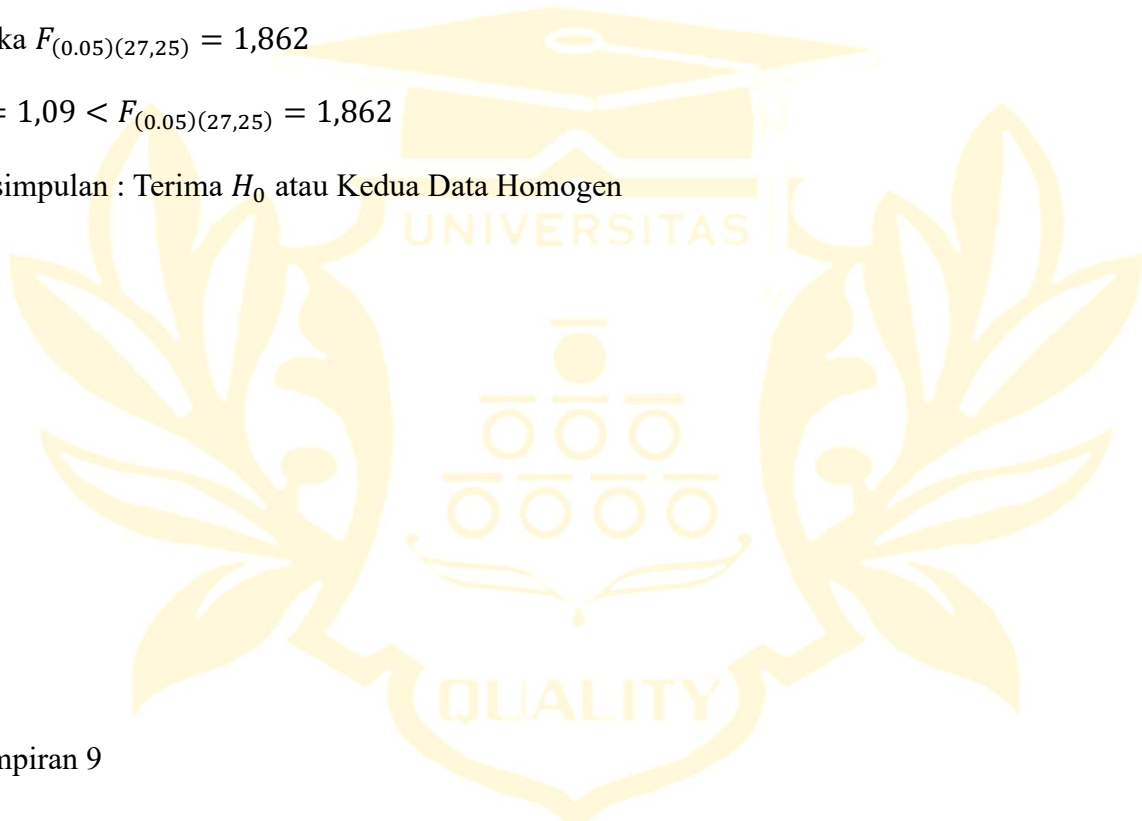 ka $F_{(0.05)(27,25)} = 1,862$
= 1,09 < $F_{(0.05)(27,25)} = 1,862$
simpulan : Terima $H_0$ atau Kedua Data Homogen
UNIVERSITAS
QUALITY
mpiran 9